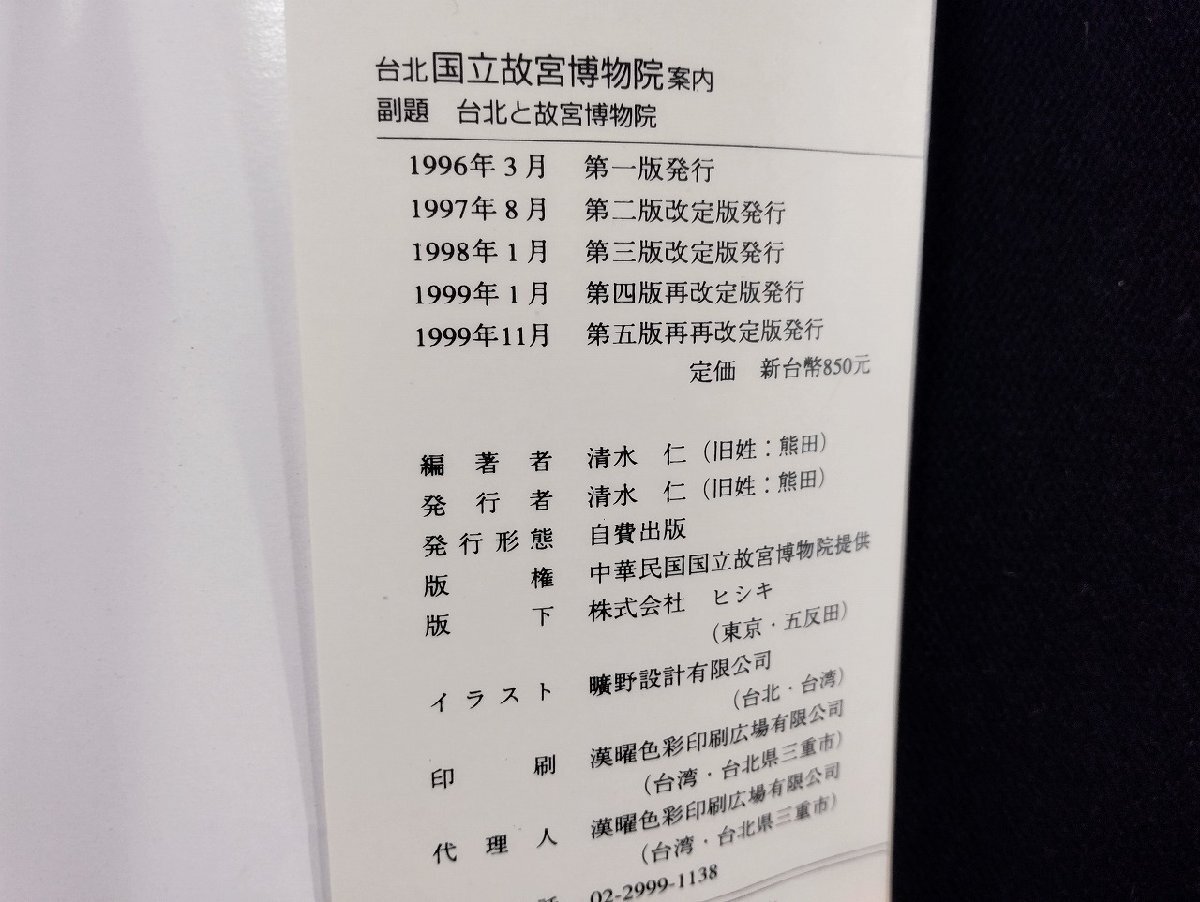 台北 国立故宮博物院 案内
副題 台北と故宮博物院
1996年 3 月 第一版発行
1997年 8 月 第二版改定版発行
1998年 1 月 第三版改定版発行
1999年 1 月 第四版再改定版発行
1999年11月 第五版再再改定版発行
定価 新台幣850元
編著者 清水 仁（旧姓：熊田）
発行者 清水 仁（旧姓：熊田）
発行形態 自費出版
版権 中華民国国立故宮博物院提供
版下 株式会社 ヒシキ
（東京・五反田）
イラスト 曠野設計有限公司
（台北・台湾）
印刷 漢曜色彩印刷広場有限公司
（台湾・台北県三重市）
代理人 漢曜色彩印刷広場有限公司
（台湾・台北県三重市）
02-2999-1138